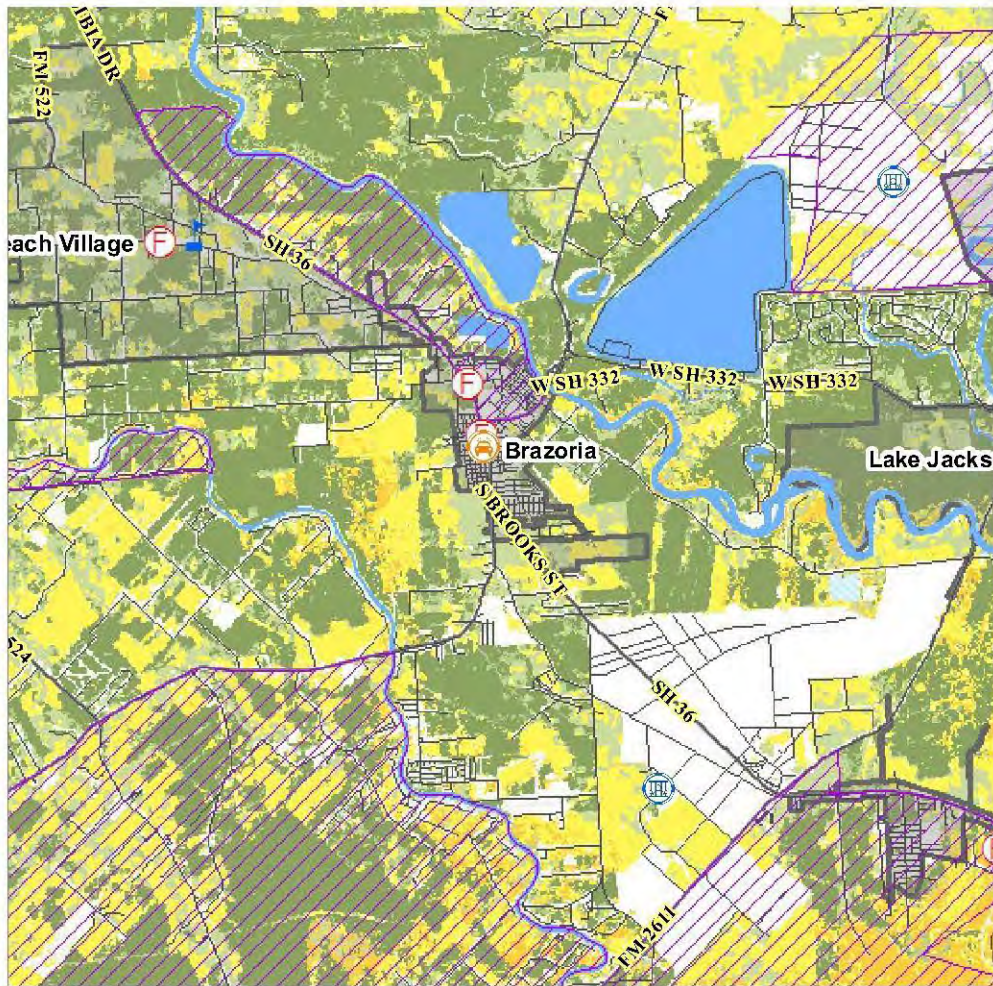 MBIA DR
F
FM 522
each Village
F
SH 36
F
W SH 332
W SH 332
W SH-332
F
Brazoria
Lake Jacks
S BROOKS ST
524
SH-36
FM-2611